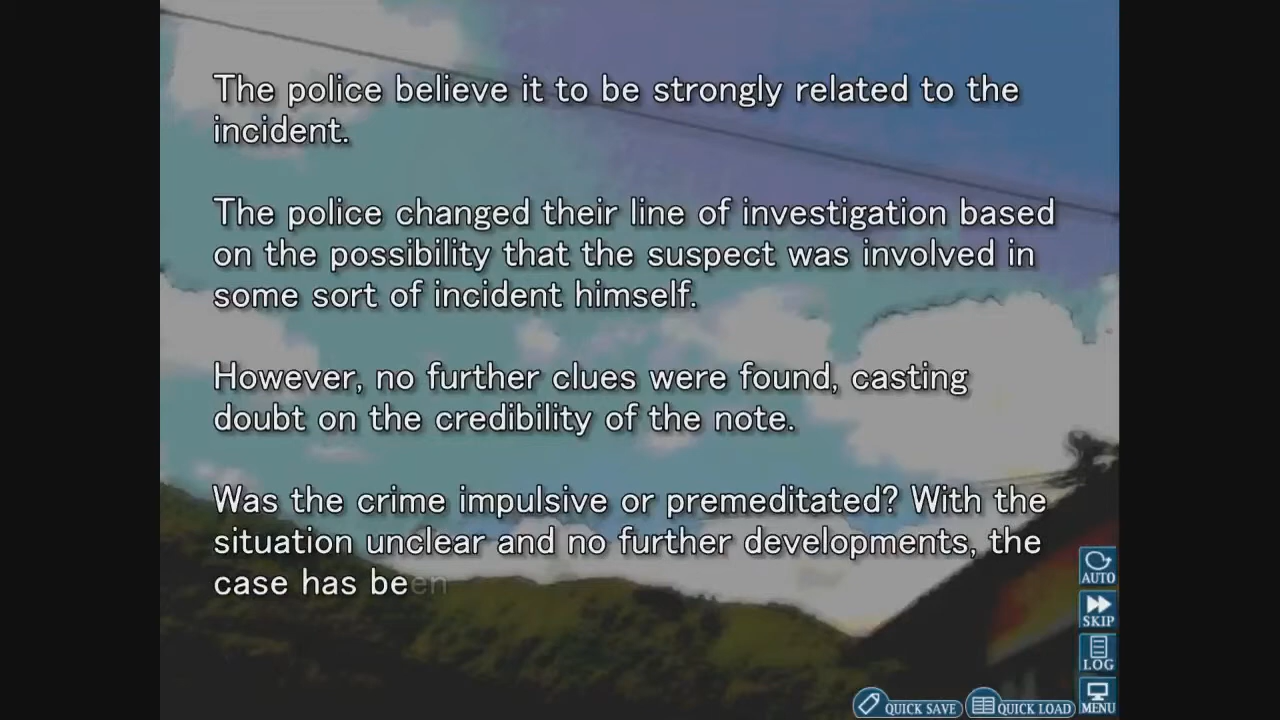 The police believe it to be strongly related to the
incident.
The police changed their line of investigation based
on the possibility that the suspect was involved in
some sort of incident himself.
However, no further clues were found, casting
doubt on the credibility of the note.
Was the crime impulsive or premeditated? With the
situation unclear and no further developments, the
case has been
AUTO
SKIP
LOG
MENU
QUICK SAVE
QUICK LOAD